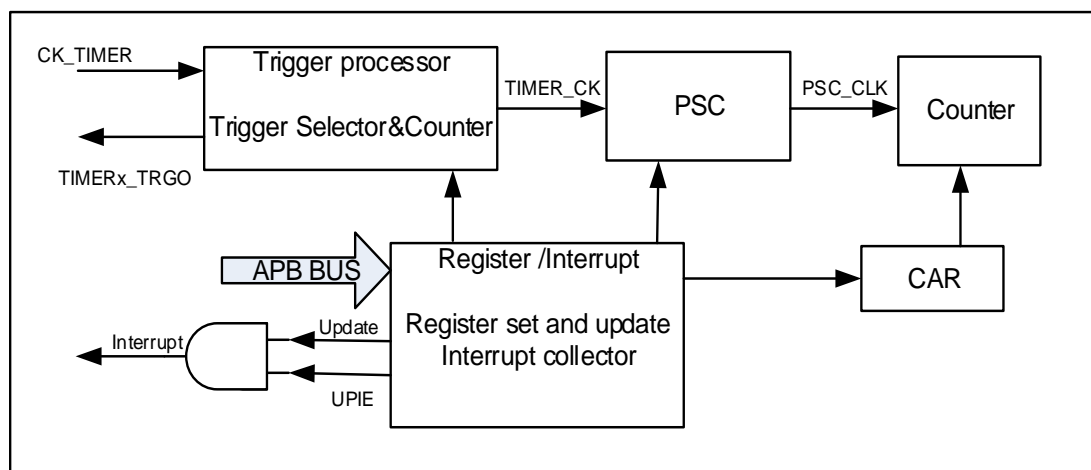 CK_TIMER
Trigger processor
Trigger Selector&Counter
TIMER_CK
PSC
PSC_CLK
Counter
TIMERx_TRGO
APB BUS
Register /Interrupt
Register set and update
Interrupt collector
CAR
Update
Interrupt
UPIE